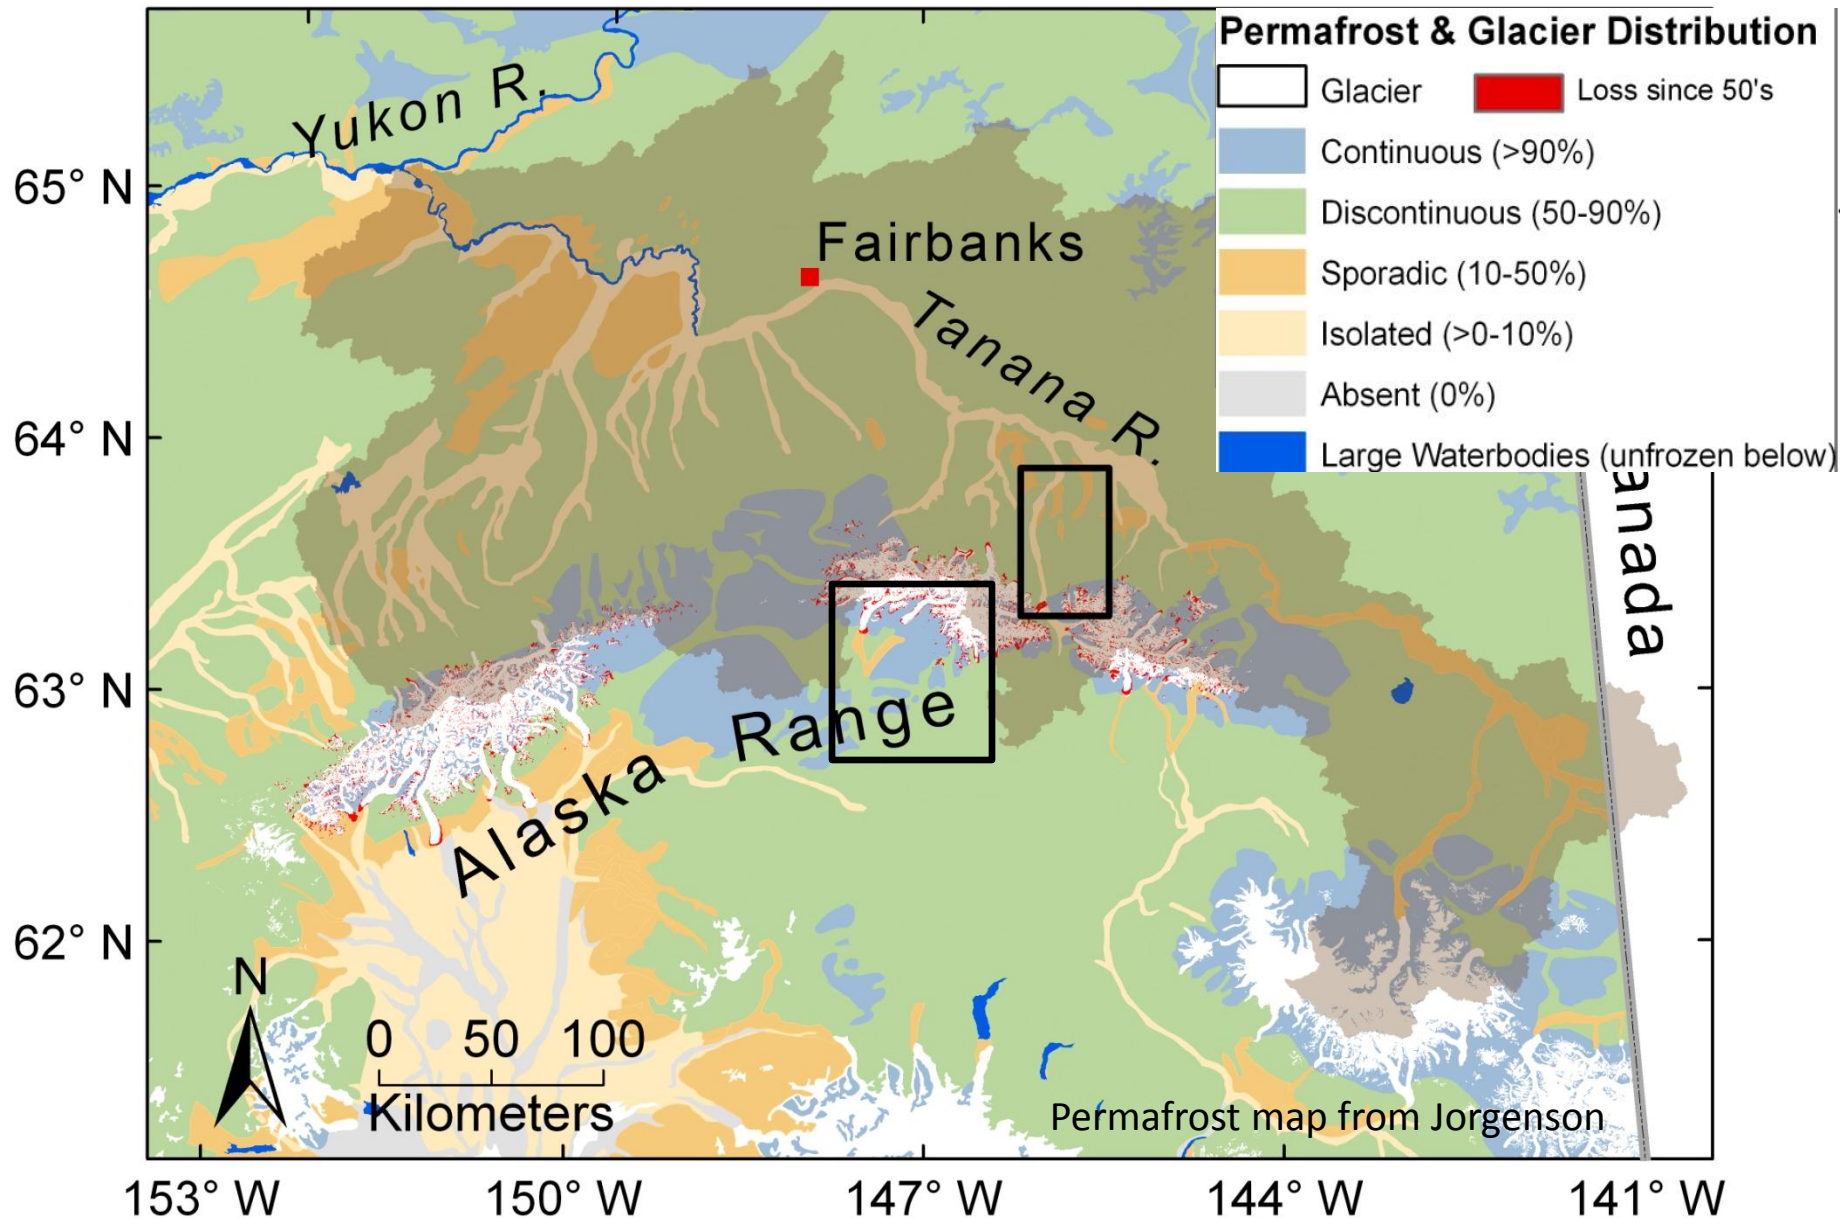 Permafrost & Glacier Distribution
Glacier
Loss since 50's
Continuous (>90%)
Discontinuous (50-90%)
Sporadic (10-50%)
Isolated (>0-10%)
Absent (0%)
Large Waterbodies (unfrozen below)
Yukon R.
65° N
Fairbanks
Tanana R.
64° N
anada
63° N
Alaska Range
62° N
N
0 50 100
Kilometers
Permafrost map from Jorgenson
153° W 150° W 147° W 144° W 141° W